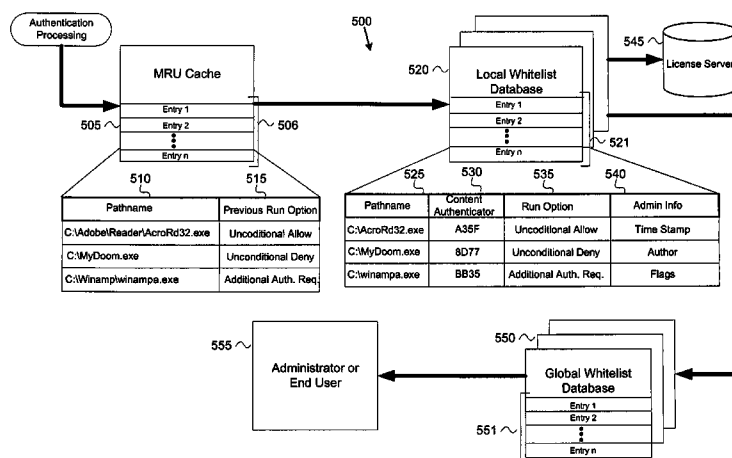 Authentication
Processing
500
MRU Cache
Entry 1
Entry 2
Entry n
505
506
520
Local Whitelist
Database
Entry 1
Entry 2
Entry n
521
545
License Server
510
515
Pathname
Previous Run Option
C:\Adobe\Reader\AcroRd32.exe
Uncoditional Allow
C:\MyDoom.exe
Unconditional Deny
C:\Winamp\winampa.exe
Additional Auth. Req.
525
530
535
540
Pathname
Content
Authenticator
Run Option
Admin Info
C:\AcroRd32.exe
A35F
Uncoditional Allow
Time Stamp
C:\MyDoom.exe
8D77
Unconditional Deny
Author
C:\winampa.exe
BB35
Additional Auth. Req.
Flags
555
Administrator or
End User
550
Global Whitelist
Database
Entry 1
Entry 2
Entry n
551